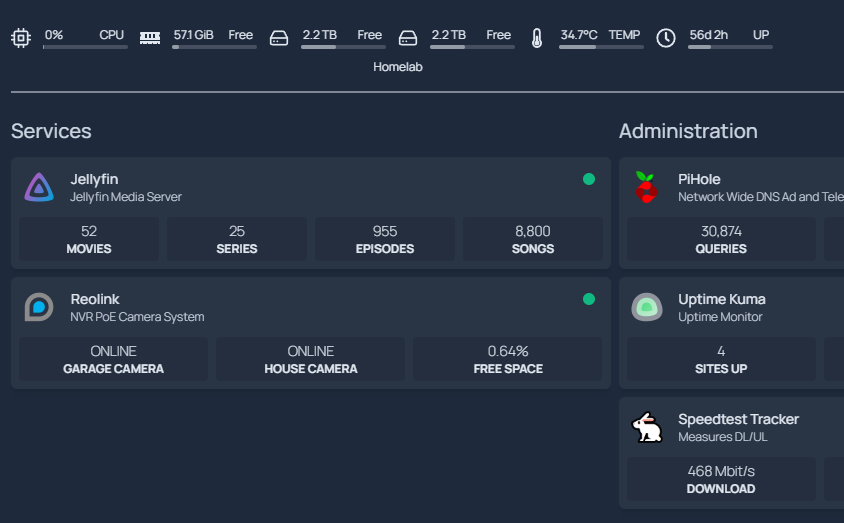 0% CPU 57.1 GiB Free 2.2 TB Free 2.2 TB Free 34.7°C TEMP 56d 2h UP
Homelab
Services
Jellyfin
Jellyfin Media Server
52 25 955 8,800
MOVIES SERIES EPISODES SONGS
Reolink
NVR PoE Camera System
ONLINE ONLINE 0.64%
GARAGE CAMERA HOUSE CAMERA FREE SPACE
Administration
PiHole
Network Wide DNS Ad and Tele
30,874
QUERIES
Uptime Kuma
Uptime Monitor
4
SITES UP
Speedtest Tracker
Measures DL/UL
468 Mbit/s
DOWNLOAD